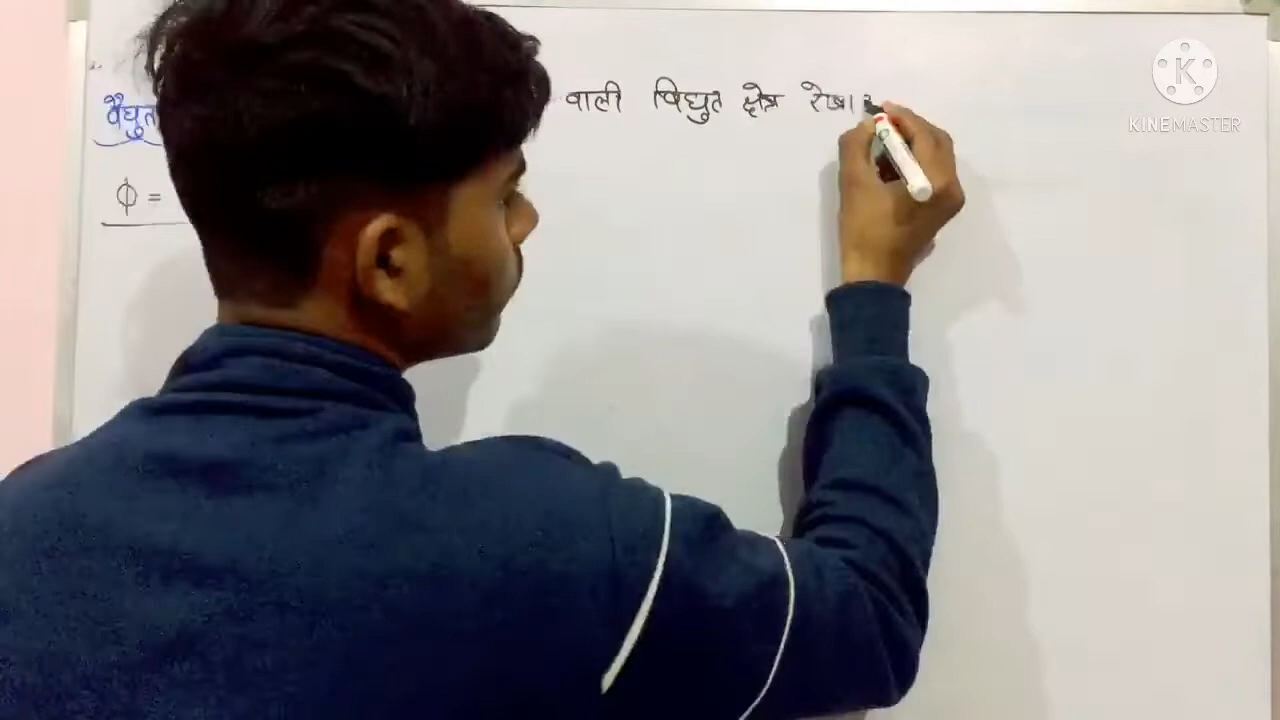 वैद्युत वाली विद्युत क्षेत्र रेखा
Φ =
KINEMASTER